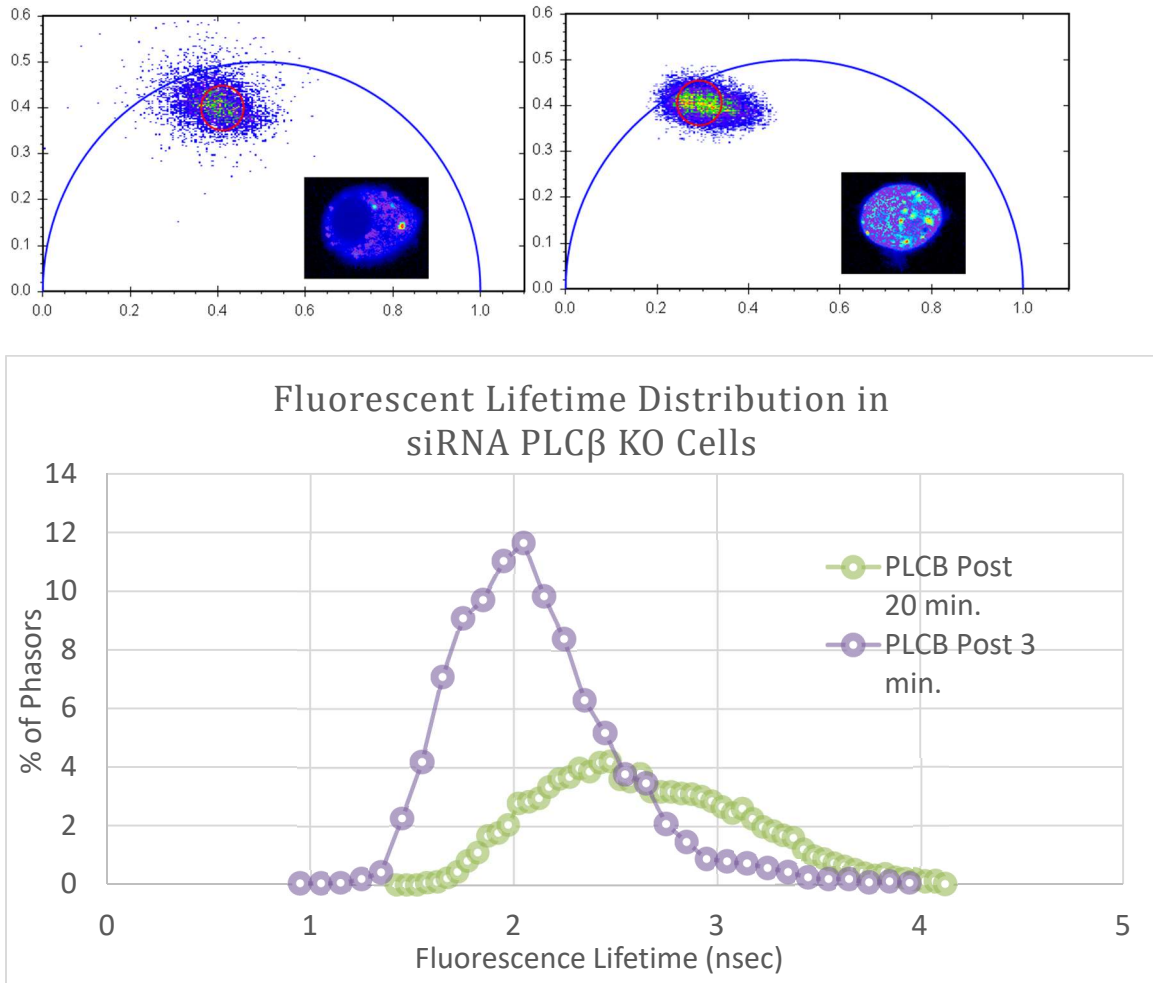 0.6
0.5
0.4
0.3
0.2
0.1
0.0
0.0 0.2 0.4 0.6 0.8 1.0
0.6
0.5
0.4
0.3
0.2
0.1
0.0
0.0 0.2 0.4 0.6 0.8 1.0
Fluorescent Lifetime Distribution in
siRNA PLCβ KO Cells
14
12
10
8
6
4
2
0
% of Phasors
PLCB Post
20 min.
PLCB Post 3
min.
0 1 2 3 4 5
Fluorescence Lifetime (nsec)